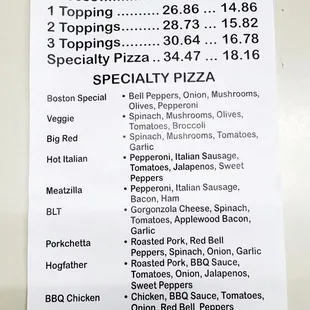 1 Topping ......... 26.86 ... 14.86
2 Toppings........ 28.73 ... 15.82
3 Toppings......... 30.64 ... 16.78
Specialty Pizza .. 34.47 ... 18.16
SPECIALTY PIZZA
Boston Special • Bell Peppers, Onion, Mushrooms,
Olives, Pepperoni
Veggie • Spinach, Mushrooms, Olives,
Tomatoes, Broccoli
Big Red • Spinach, Mushrooms, Tomatoes,
Garlic
Hot Italian • Pepperoni, Italian Sausage,
Tomatoes, Jalapenos, Sweet
Peppers
Meatzilla • Pepperoni, Italian Sausage,
Bacon, Ham
BLT • Gorgonzola Cheese, Spinach,
Tomatoes, Applewood Bacon,
Garlic
Porkchetta • Roasted Pork, Red Bell
Peppers, Spinach, Onion, Garlic
Hogfather • Roasted Pork, BBQ Sauce,
Tomatoes, Onion, Jalapenos,
Sweet Peppers
BBQ Chicken • Chicken, BBQ Sauce, Tomatoes,
Onion, Red Bell, Peppers